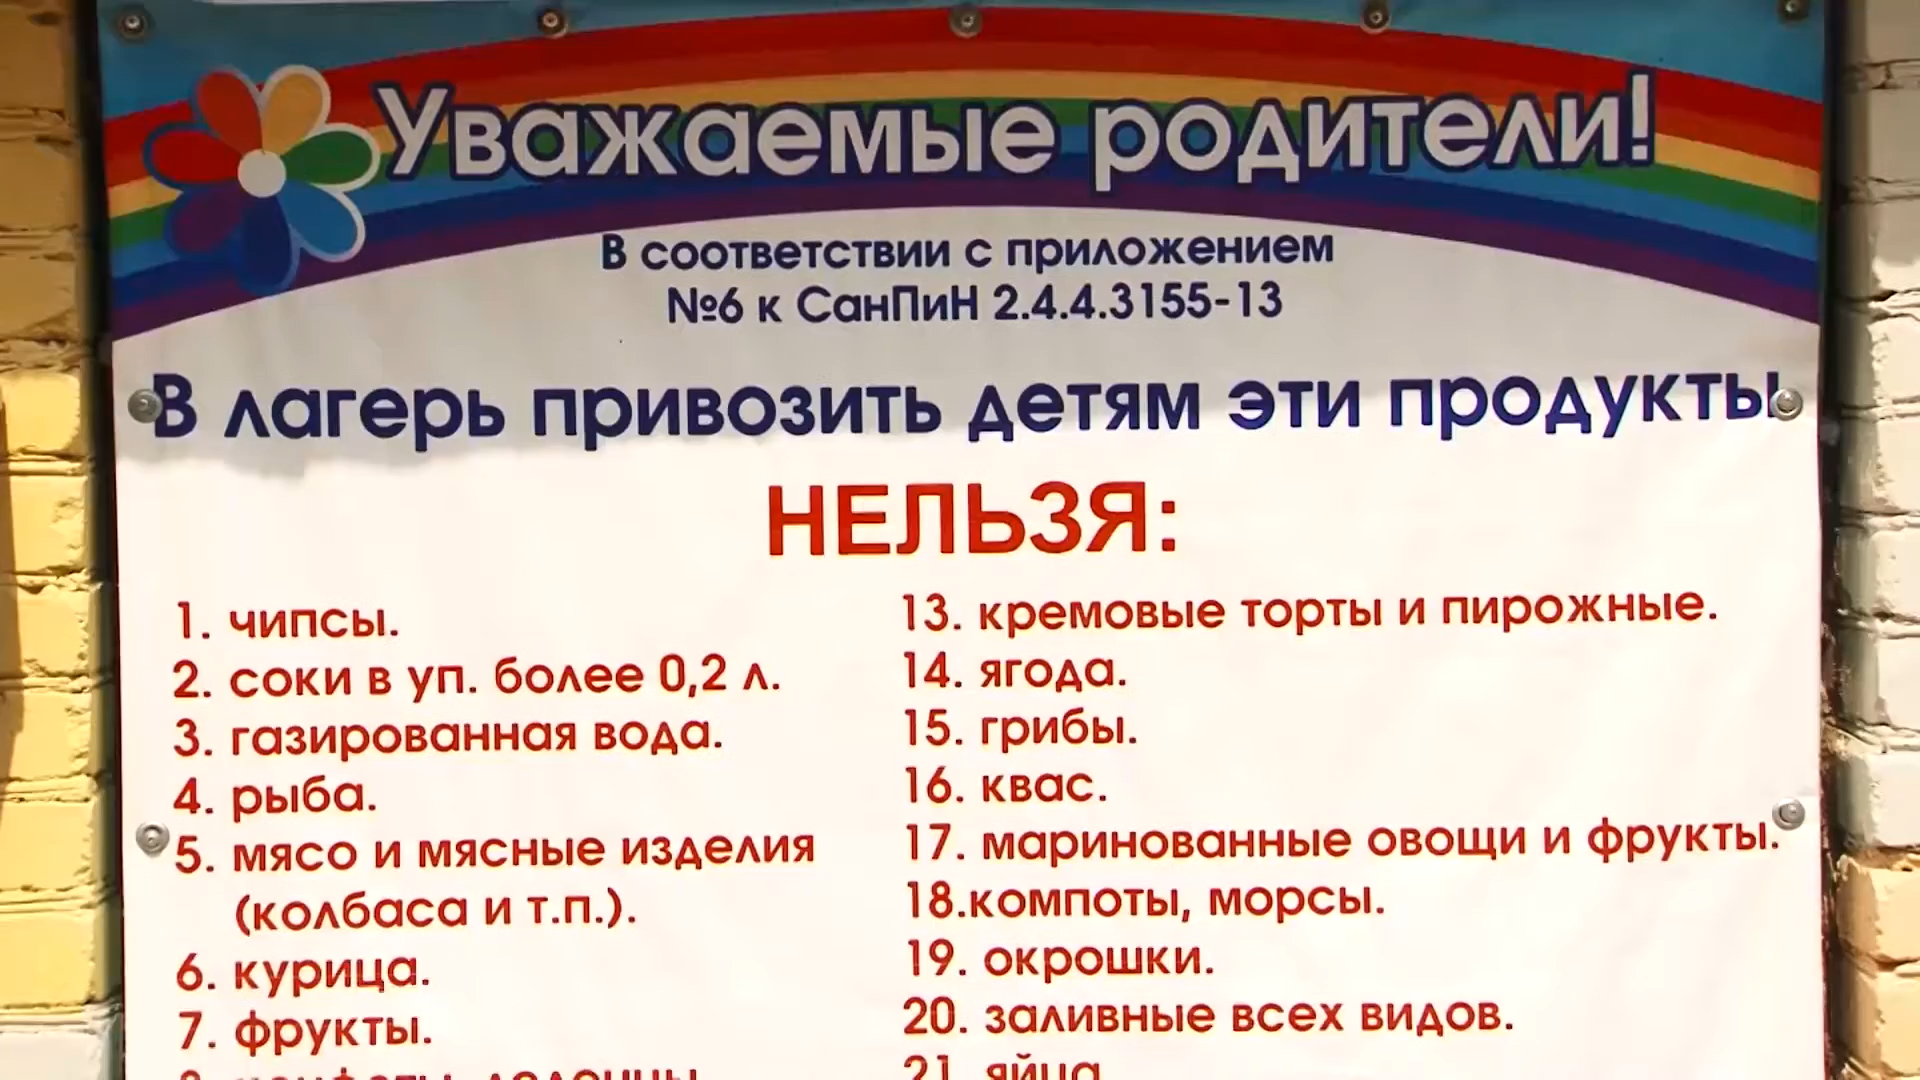 Уважаемые родители!
В соответствии с приложением
№6 к СанПиН 2.4.4.3155-13
В лагерь привозить детям эти продукты
НЕЛЬЗЯ:
1. чипсы.
2. соки в уп. более 0,2 л.
3. газированная вода.
4. рыба.
5. мясо и мясные изделия
(колбаса и т.п.).
6. курица.
7. фрукты.
13. кремовые торты и пирожные.
14. ягода.
15. грибы.
16. квас.
17. маринованные овощи и фрукты.
18.компоты, морсы.
19. окрошки.
20. заливные всех видов.
21. яйца